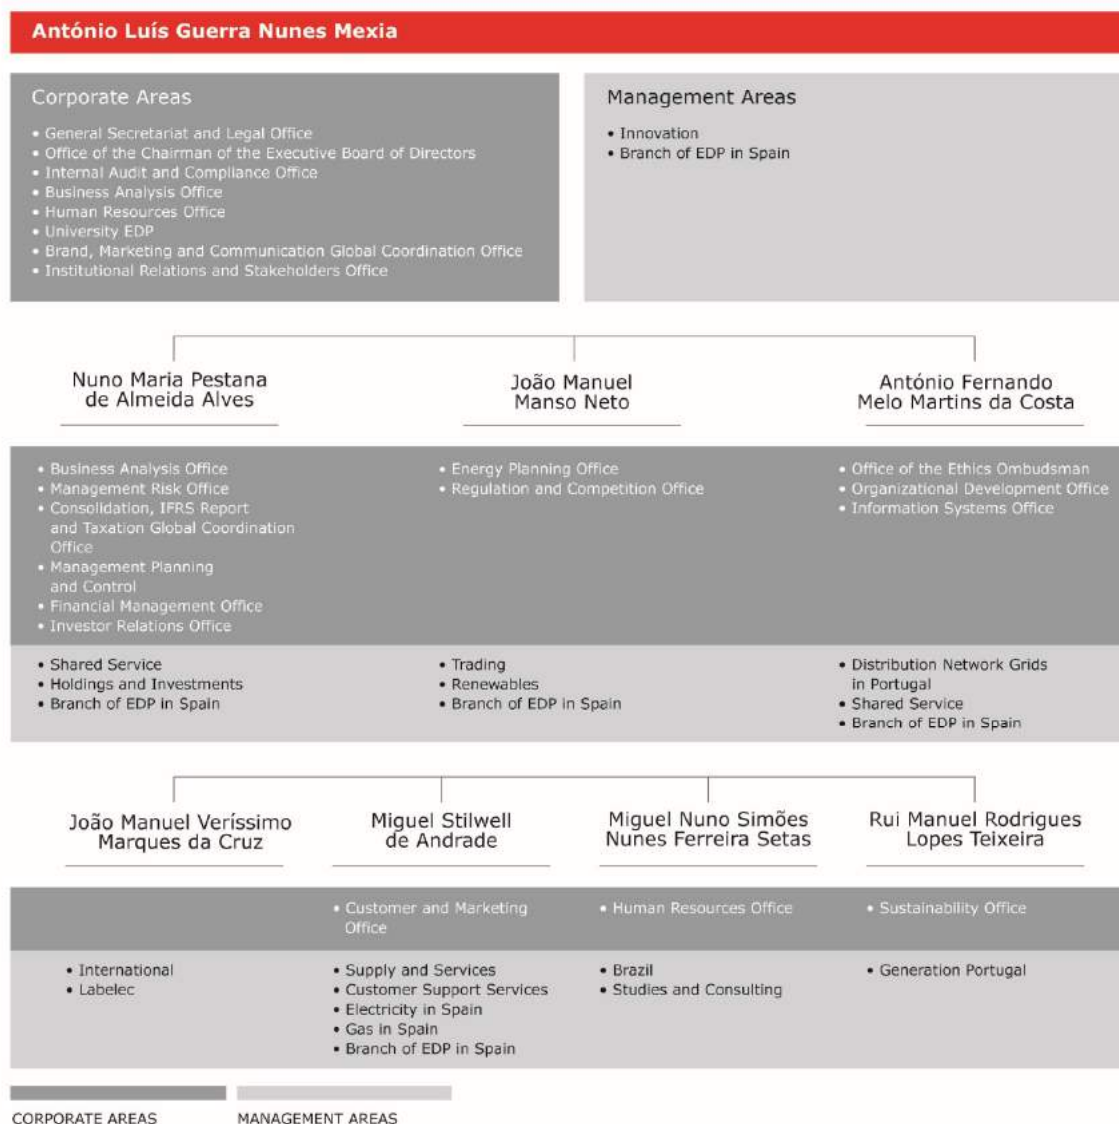 António Luís Guerra Nunes Mexia
Corporate Areas
• General Secretariat and Legal Office
• Office of the Chairman of the Executive Board of Directors
• Internal Audit and Compliance Office
• Business Analysis Office
• Human Resources Office
• University EDP
• Brand, Marketing and Communication Global Coordination Office
• Institutional Relations and Stakeholders Office
Management Areas
• Innovation
• Branch of EDP in Spain
Nuno Maria Pestana
de Almeida Alves
João Manuel
Manso Neto
António Fernando
Melo Martins da Costa
• Business Analysis Office
• Management Risk Office
• Consolidation, IFRS Report
and Taxation Global Coordination
Office
• Management Planning
and Control
• Financial Management Office
• Investor Relations Office
• Energy Planning Office
• Regulation and Competition Office
• Office of the Ethics Ombudsman
• Organizational Development Office
• Information Systems Office
• Shared Service
• Holdings and Investments
• Branch of EDP in Spain
• Trading
• Renewables
• Branch of EDP in Spain
• Distribution Network Grids
in Portugal
• Shared Service
• Branch of EDP in Spain
João Manuel Veríssimo
Marques da Cruz
Miguel Stilwell
de Andrade
Miguel Nuno Simões
Nunes Ferreira Setas
Rui Manuel Rodrigues
Lopes Teixeira
• Customer and Marketing
Office
• Human Resources Office
• Sustainability Office
• International
• Labelec
• Supply and Services
• Customer Support Services
• Electricity in Spain
• Gas in Spain
• Branch of EDP in Spain
• Brazil
• Studies and Consulting
• Generation Portugal
CORPORATE AREAS
MANAGEMENT AREAS